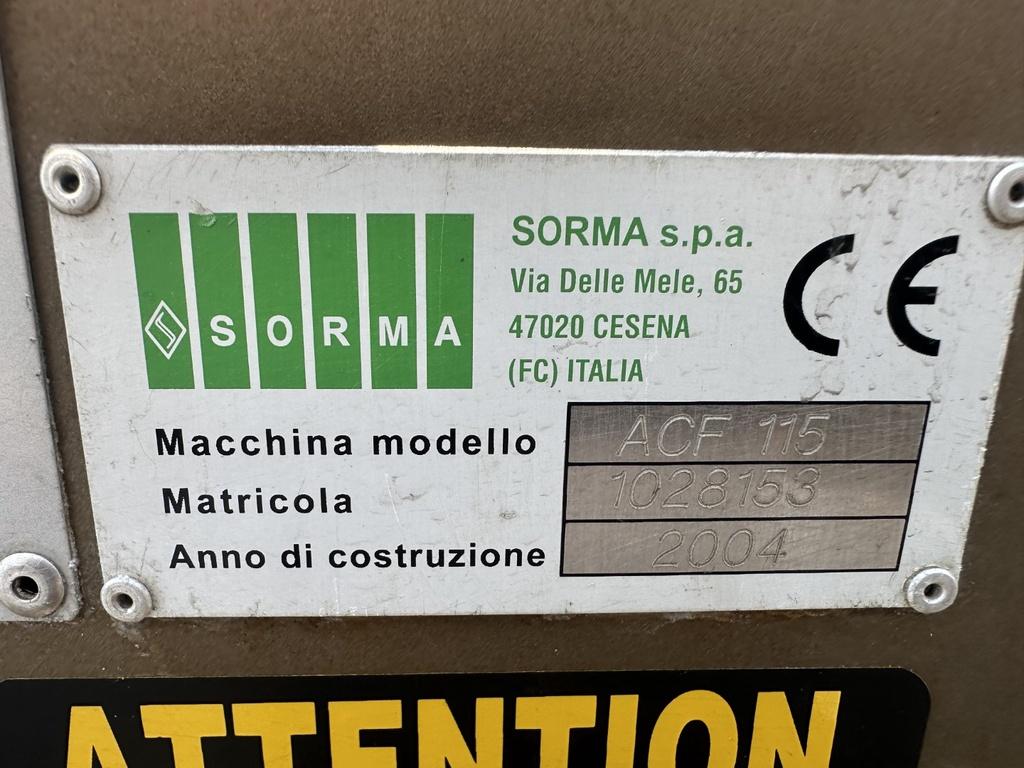 SORMA
SORMA s.p.a.
Via Delle Mele, 65
47020 CESENA
(FC) ITALIA
CE
Macchina modello ACF 115
Matricola 1028153
Anno di costruzione 2004
ATTENTION